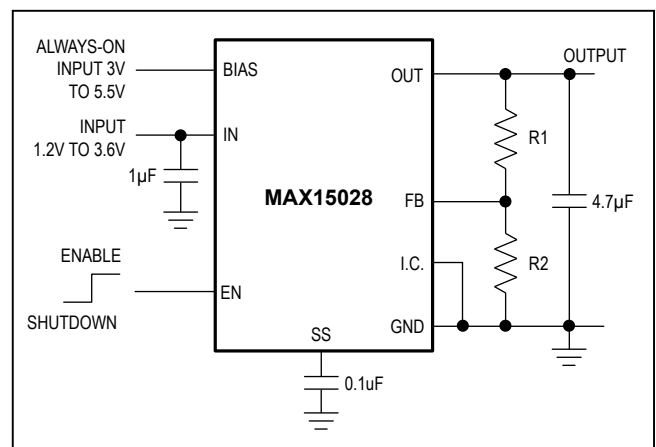 ALWAYS-ON
INPUT 3V
TO 5.5V
BIAS
OUT
OUTPUT
INPUT
1.2V TO 3.6V
IN
1µF
R1
MAX15028
FB
4.7µF
ENABLE
SHUTDOWN
EN
I.C.
R2
GND
SS
0.1uF